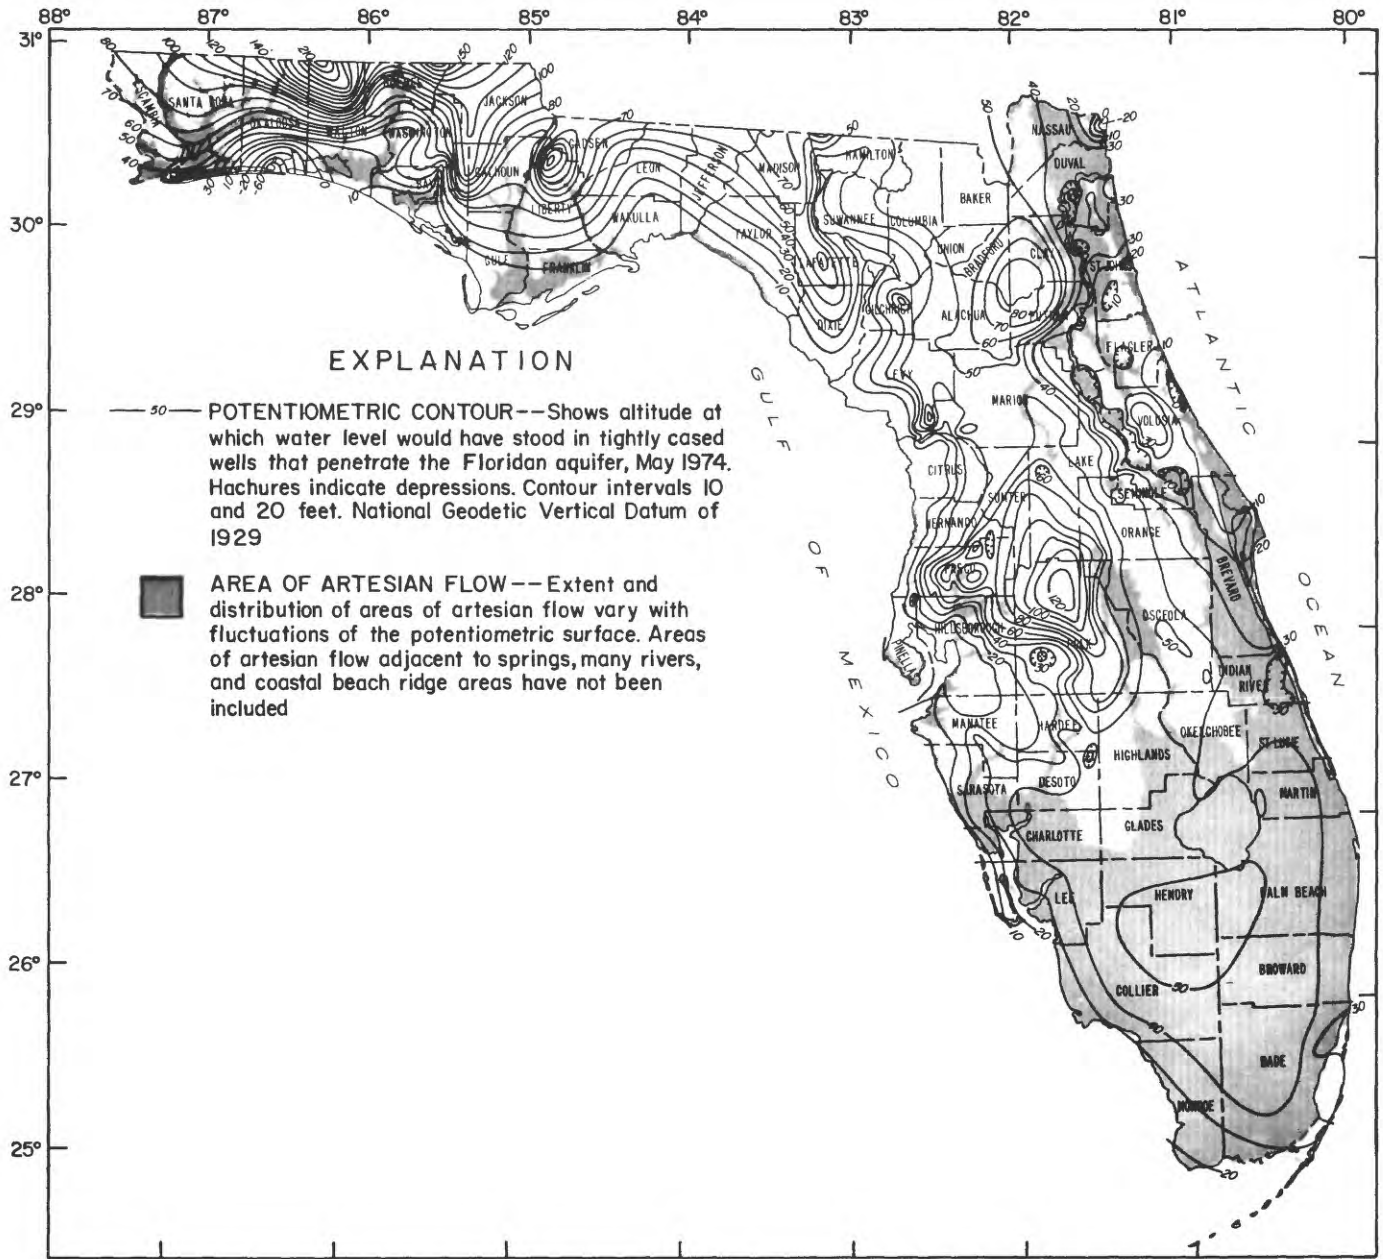 88° 87° 86° 85° 84° 83° 82° 81° 80°
31°
30°
29°
28°
27°
26°
25°
EXPLANATION
—50— POTENTIOMETRIC CONTOUR--Shows altitude at
which water level would have stood in tightly cased
wells that penetrate the Floridan aquifer, May 1974.
Hachures indicate depressions. Contour intervals 10
and 20 feet. National Geodetic Vertical Datum of
1929
AREA OF ARTESIAN FLOW--Extent and
distribution of areas of artesian flow vary with
fluctuations of the potentiometric surface. Areas
of artesian flow adjacent to springs, many rivers,
and coastal beach ridge areas have not been
included
GULF OF MEXICO
ATLANTIC OCEAN
ESCAMBIA
SANTA ROSA
OKALOOSA
WALTON
WASHINGTON
JACKSON
BAY
CALHOUN
GADSEN
LIBERTY
GULF
FRANKLIN
LEON
WAKULLA
JEFFERSON
MADISON
TAYLOR
HAMILTON
SUWANNEE
COLUMBIA
LAFAYETTE
DIXIE
GILCHRIST
BAKER
NASSAU
DUVAL
UNION
BRADFORD
CLAY
ST JOHNS
ALACHUA
PUTNAM
FLAGLER
LEVY
MARION
VOLUSIA
CITRUS
LAKE
SUMTER
SEMINOLE
HERNANDO
ORANGE
PASCO
BREVARD
OSCEOLA
HILLSBOROUGH
POLK
PINELLAS
INDIAN
RIVER
MANATEE
HARDEE
OKEECHOBEE
HIGHLANDS
ST LUCIE
SARASOTA
DESOTO
MARTIN
CHARLOTTE
GLADES
LEE
HENDRY
PALM BEACH
COLLIER
BROWARD
DADE
MONROE